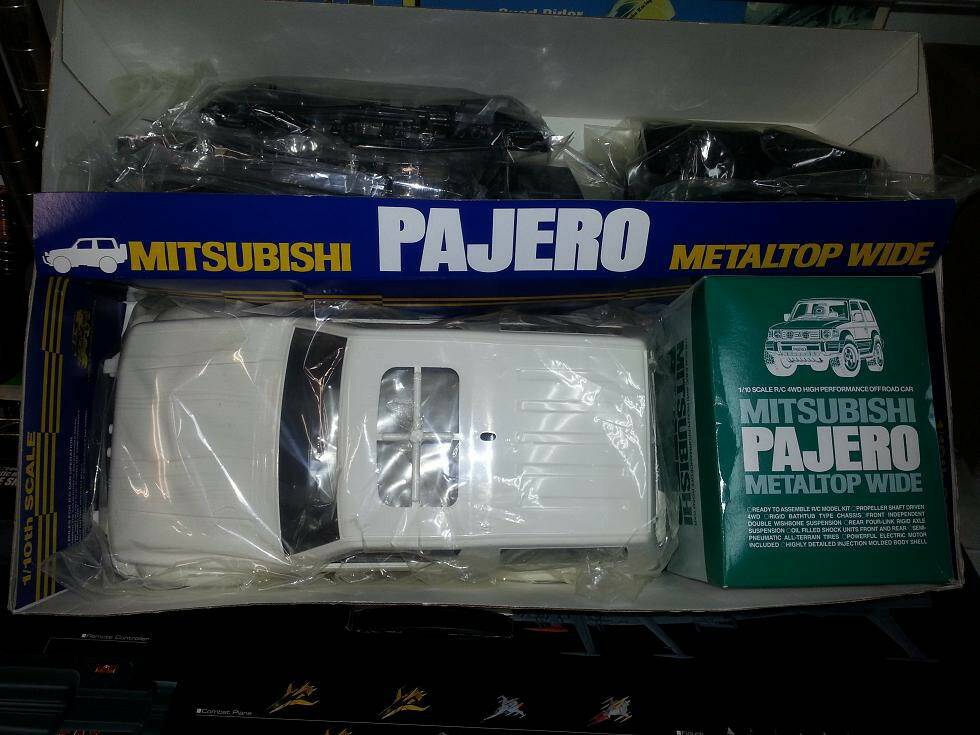 Quad Rider
MITSUBISHI PAJERO METALTOP WIDE
1/10th SCALE
MITSUBISHI
PAJERO
1/10 SCALE R/C 4WD HIGH PERFORMANCE OFF ROAD CAR
MITSUBISHI
PAJERO
METALTOP WIDE
□READY TO ASSEMBLE R/C MODEL KIT □PROPELLER SHAFT DRIVEN
4WD □RIGID BATHTUB TYPE CHASSIS □FRONT INDEPENDENT
DOUBLE WISHBONE SUSPENSION □REAR FOUR-LINK RIGID AXLE
SUSPENSION □OIL FILLED SHOCK UNITS FRONT AND REAR □SEMI-
PNEUMATIC ALL-TERRAIN TIRES □POWERFUL ELECTRIC MOTOR
INCLUDED □HIGHLY DETAILED INJECTION MOLDED BODY SHELL
■Remote Controller
■Combat Plane